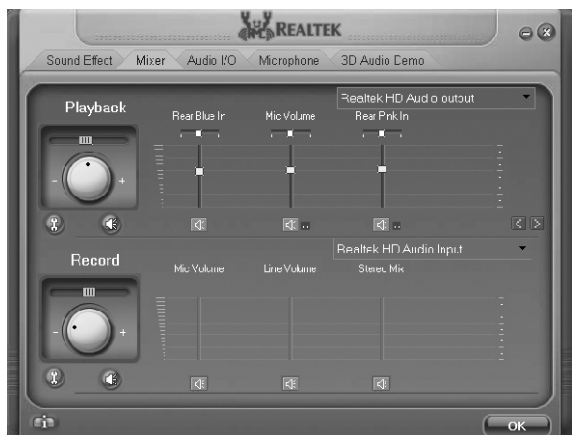 REALTEK
Sound Effect Mixer Audio I/O Microphone 3D Audio Demo
Playback
Realtek HD Audio output
Rear Blue In Mic Volume Rear Pink In
- +
Record
Realtek HD Audio Input
Mic Volume Line Volume Stereo Mix
- +
OK